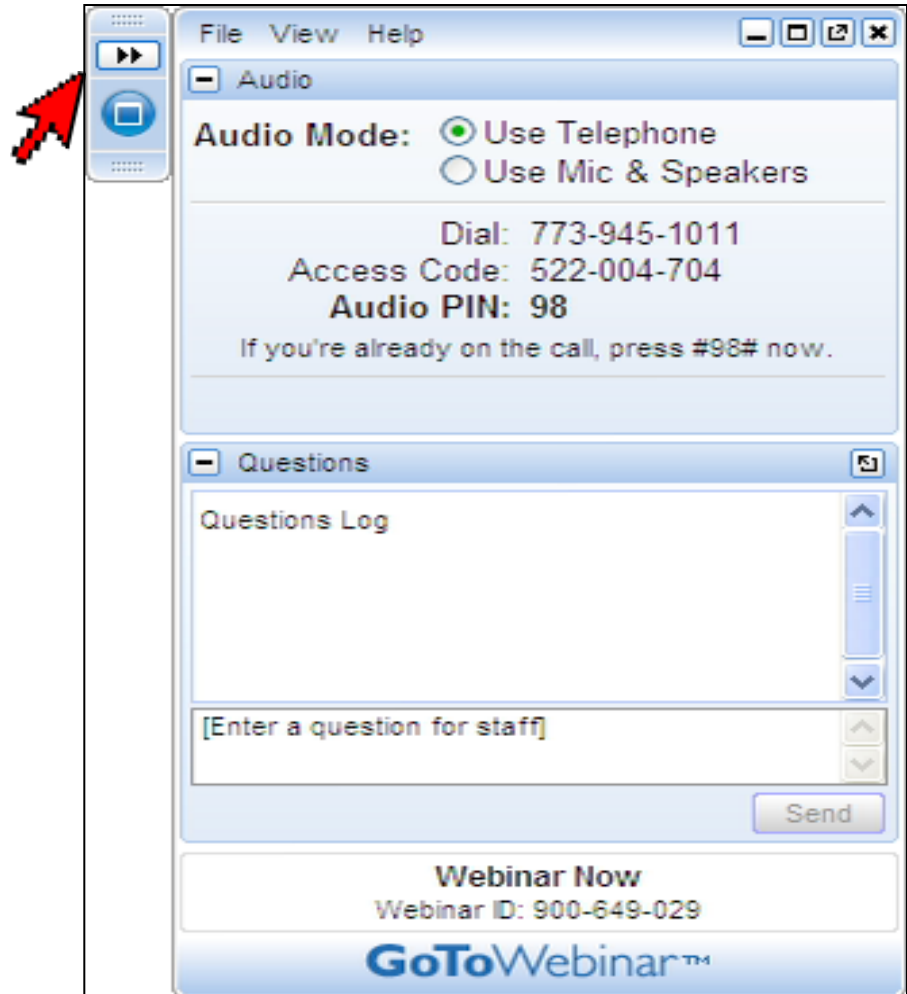 File View Help
Audio
Audio Mode: Use Telephone
Use Mic & Speakers
Dial: 773-945-1011
Access Code: 522-004-704
Audio PIN: 98
If you're already on the call, press #98# now.
Questions
Questions Log
[Enter a question for staff]
Send
Webinar Now
Webinar ID: 900-649-029
GoToWebinar™